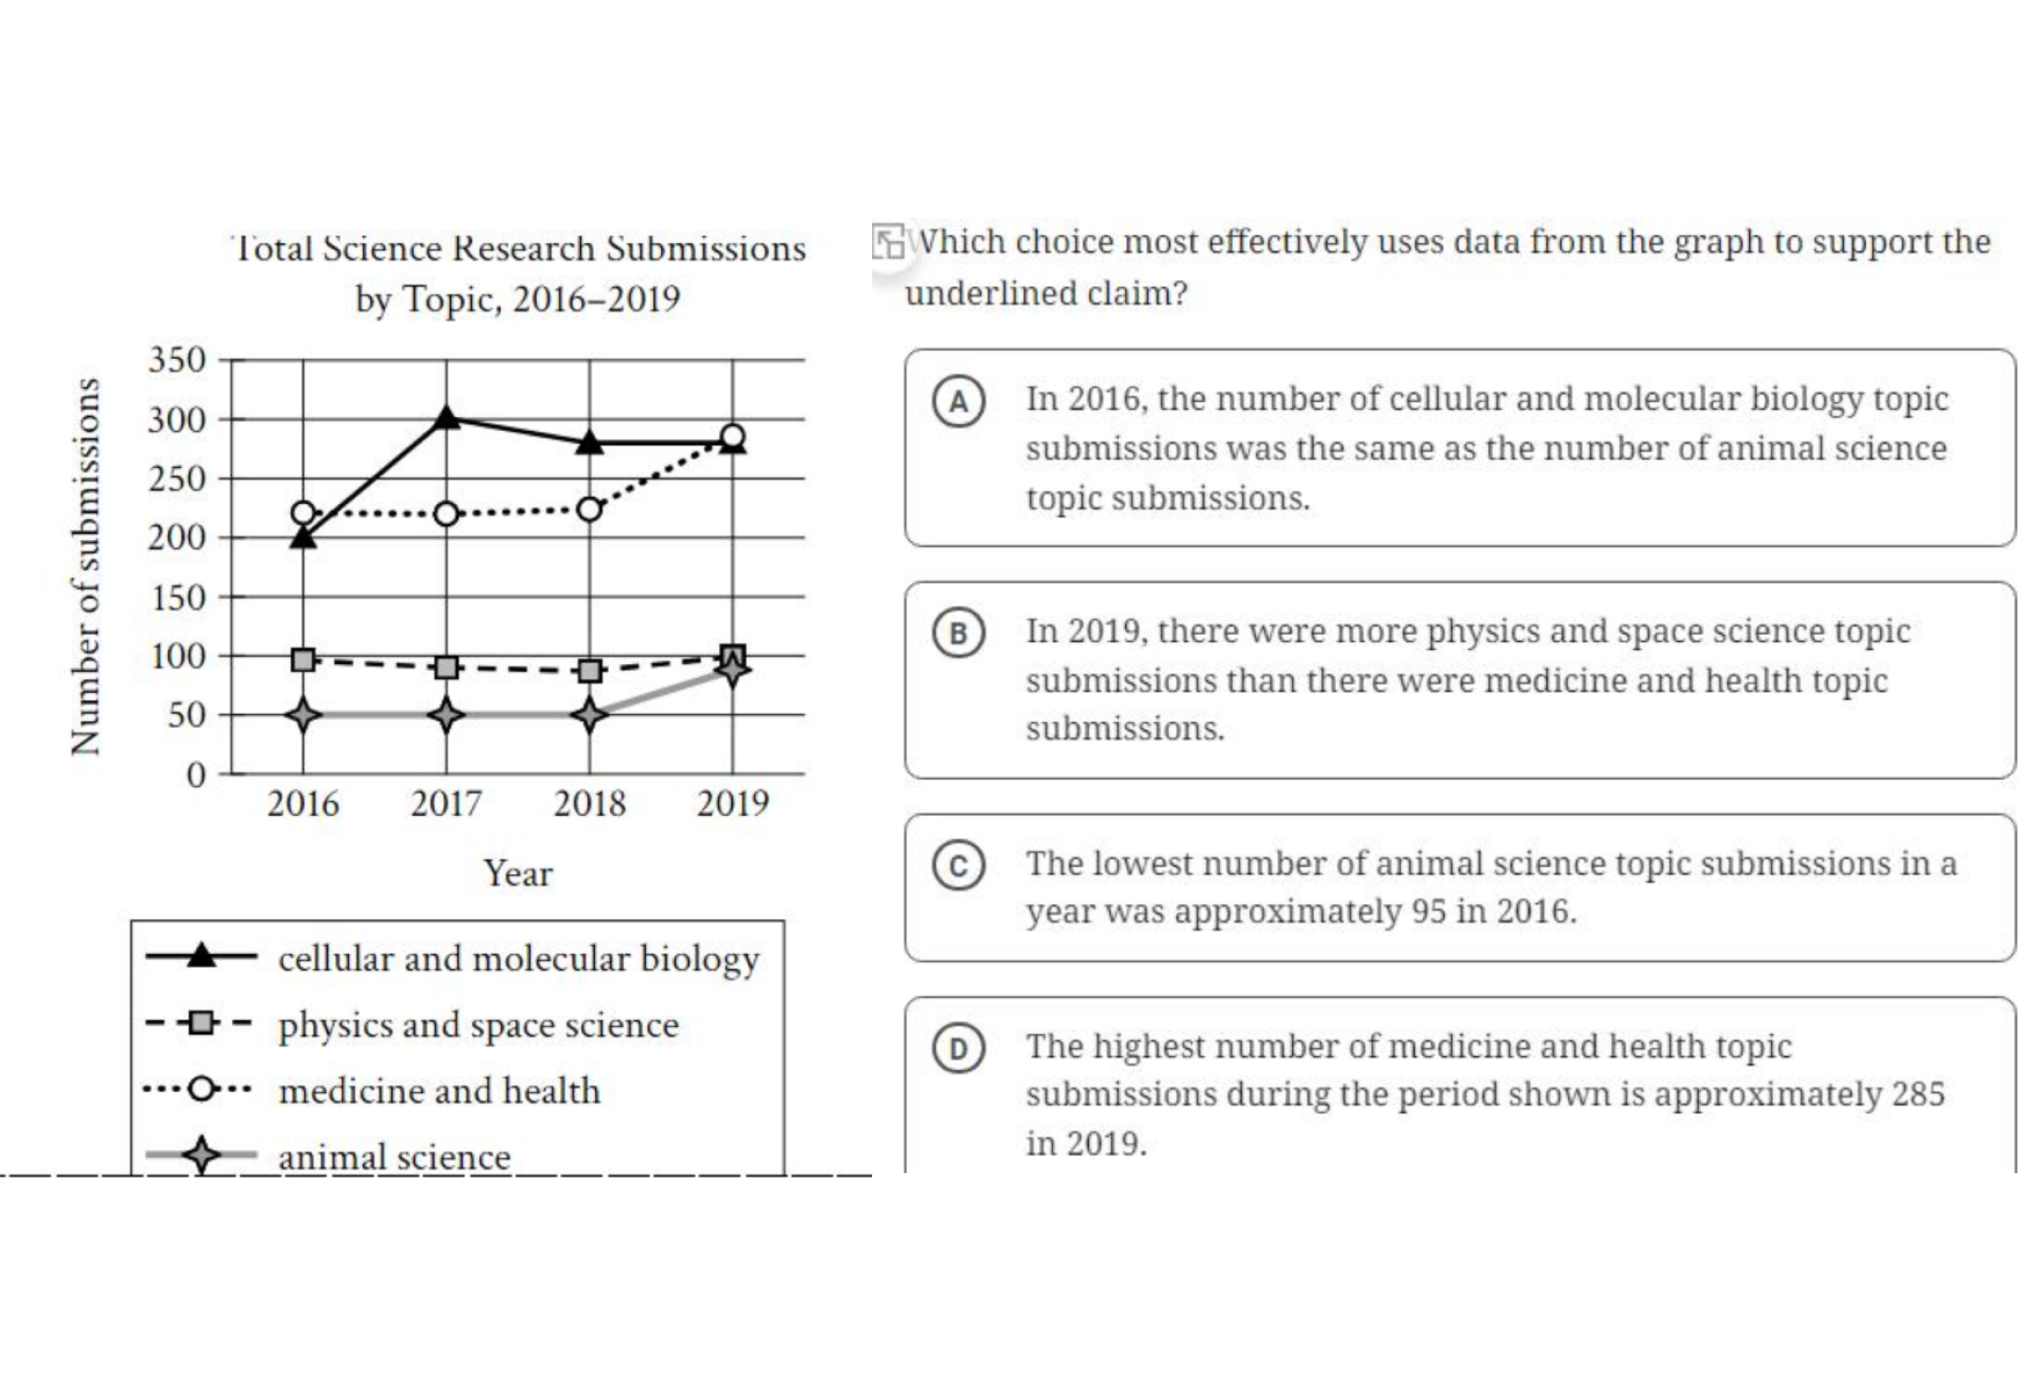 Total Science Research Submissions
by Topic, 2016–2019
Number of submissions
350
300
250
200
150
100
50
0
2016 2017 2018 2019
Year
cellular and molecular biology
physics and space science
medicine and health
animal science
Which choice most effectively uses data from the graph to support the
underlined claim?
A In 2016, the number of cellular and molecular biology topic
submissions was the same as the number of animal science
topic submissions.
B In 2019, there were more physics and space science topic
submissions than there were medicine and health topic
submissions.
C The lowest number of animal science topic submissions in a
year was approximately 95 in 2016.
D The highest number of medicine and health topic
submissions during the period shown is approximately 285
in 2019.